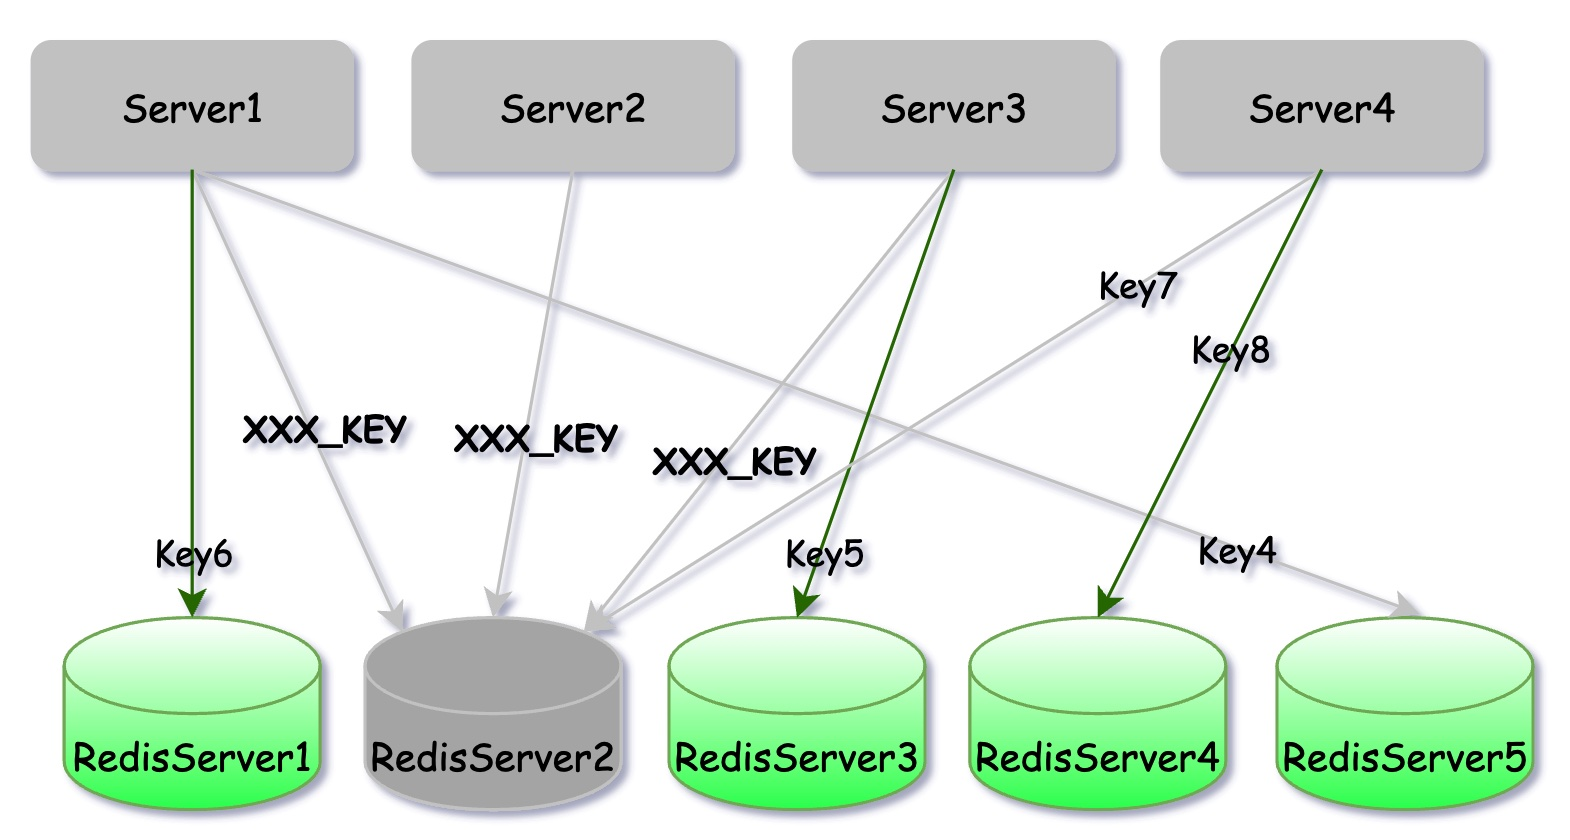 Server1
Server2
Server3
Server4
Key7
Key8
XXX_KEY
XXX_KEY
XXX_KEY
Key6
Key5
Key4
RedisServer1
RedisServer2
RedisServer3
RedisServer4
RedisServer5